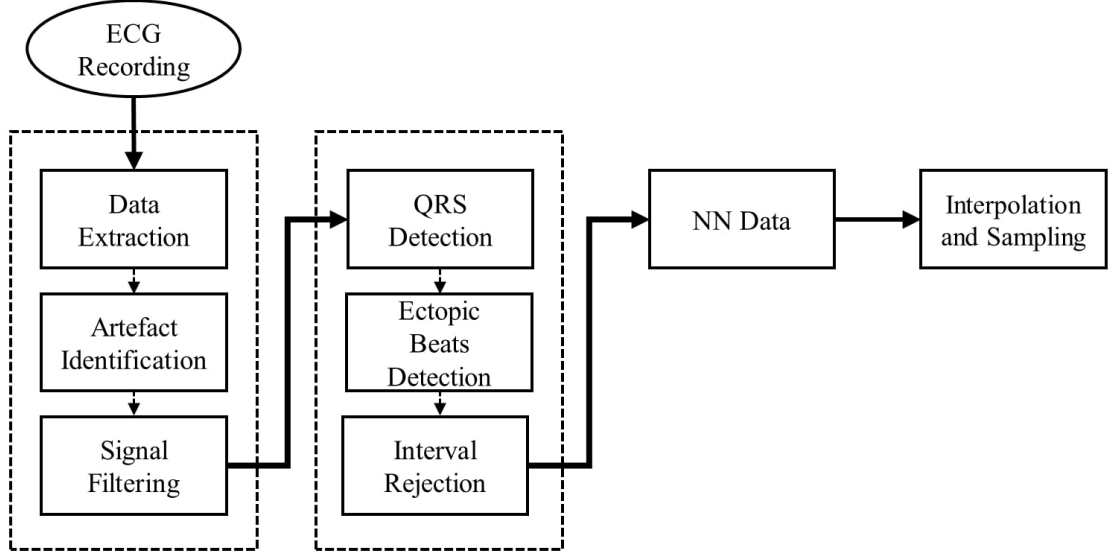 ECG
Recording
Data
Extraction
Artefact
Identification
Signal
Filtering
QRS
Detection
Ectopic
Beats
Detection
Interval
Rejection
NN Data
Interpolation
and Sampling